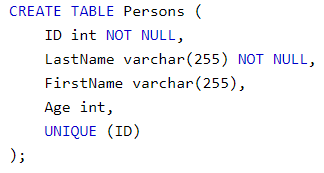 CREATE TABLE Persons (
    ID int NOT NULL,
    LastName varchar(255) NOT NULL,
    FirstName varchar(255),
    Age int,
    UNIQUE (ID)
);